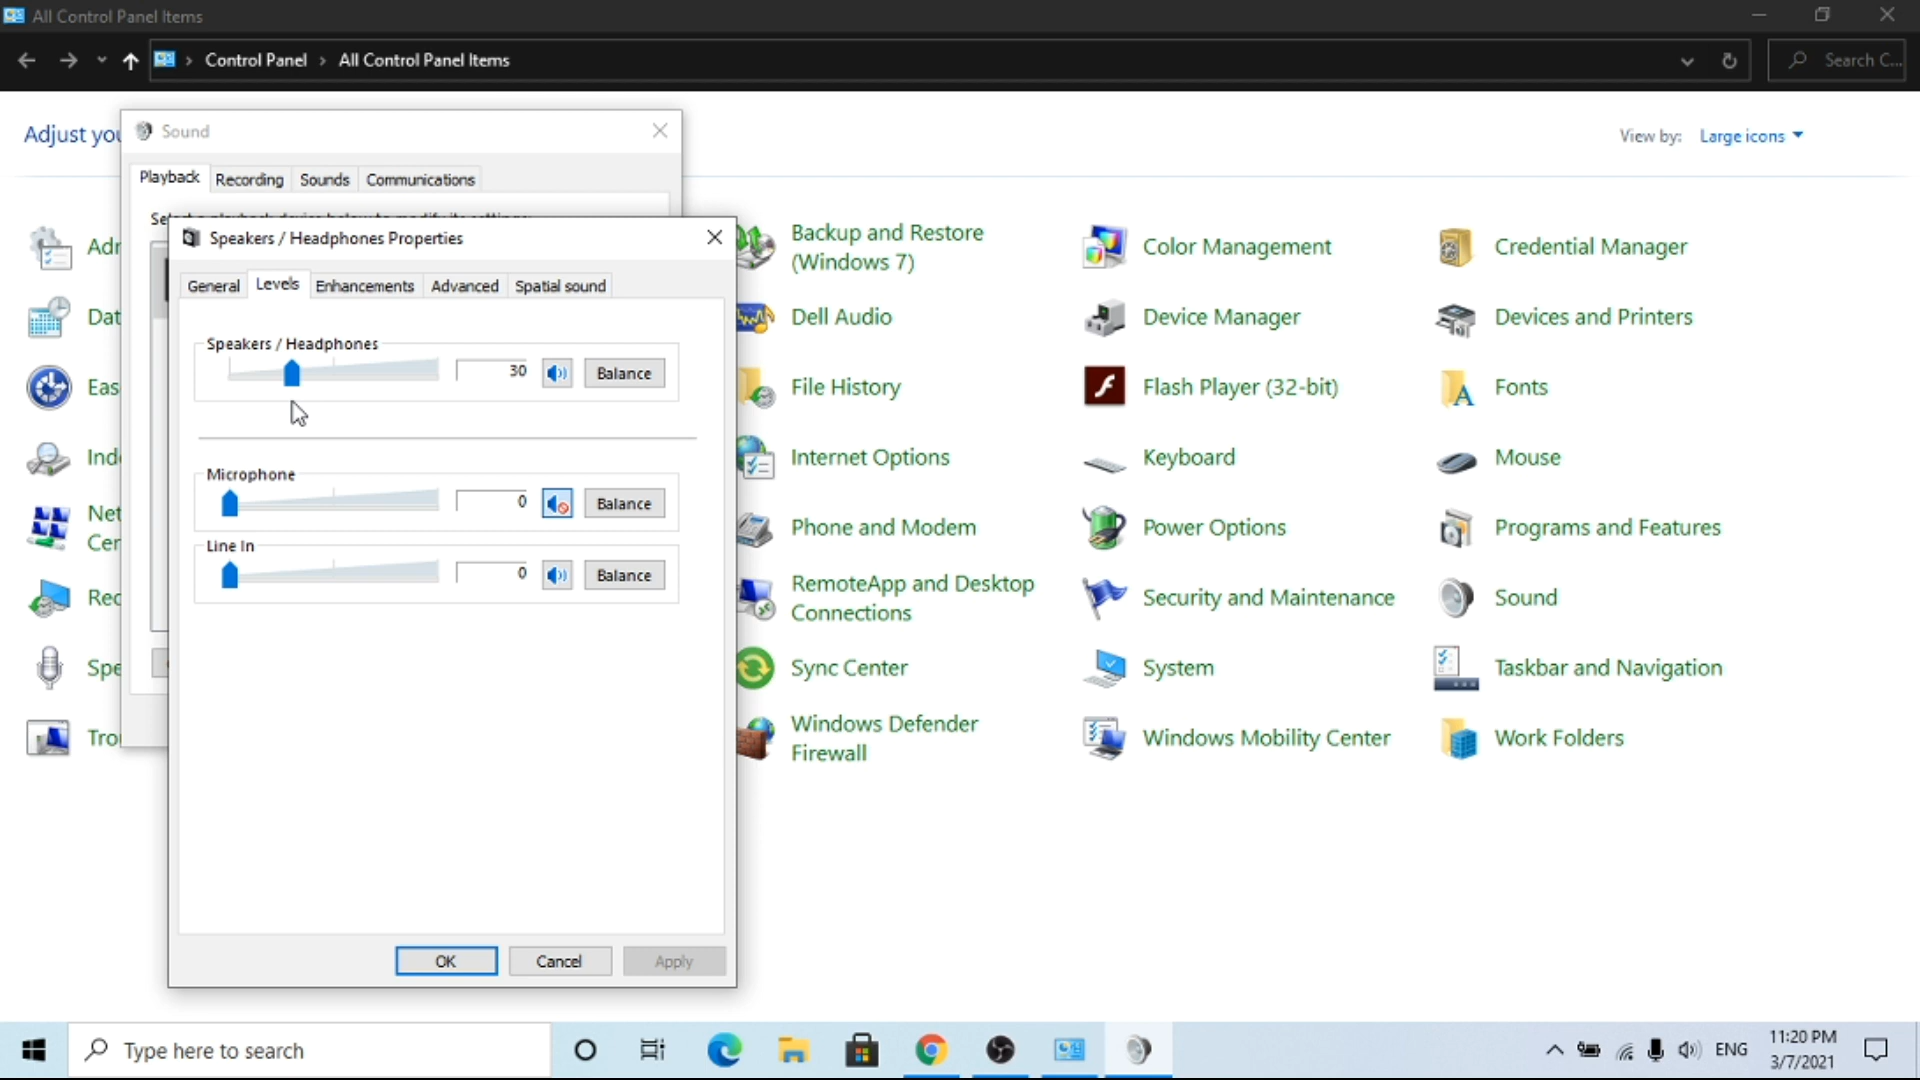 All Control Panel Items
Control Panel > All Control Panel Items
Search C...
Adjust you
View by: Large icons
Sound
Playback Recording Sounds Communications
Speakers / Headphones Properties
General Levels Enhancements Advanced Spatial sound
Speakers / Headphones
30 Balance
Microphone
0 Balance
Line In
0 Balance
OK Cancel Apply
Backup and Restore
(Windows 7)
Color Management
Credential Manager
Dat
Dell Audio
Device Manager
Devices and Printers
Eas
File History
Flash Player (32-bit)
Fonts
Ind
Internet Options
Keyboard
Mouse
Net
Cen
Phone and Modem
Power Options
Programs and Features
Rec
RemoteApp and Desktop
Connections
Security and Maintenance
Sound
Spe
Sync Center
System
Taskbar and Navigation
Tro
Windows Defender
Firewall
Windows Mobility Center
Work Folders
Type here to search
ENG
11:20 PM
3/7/2021